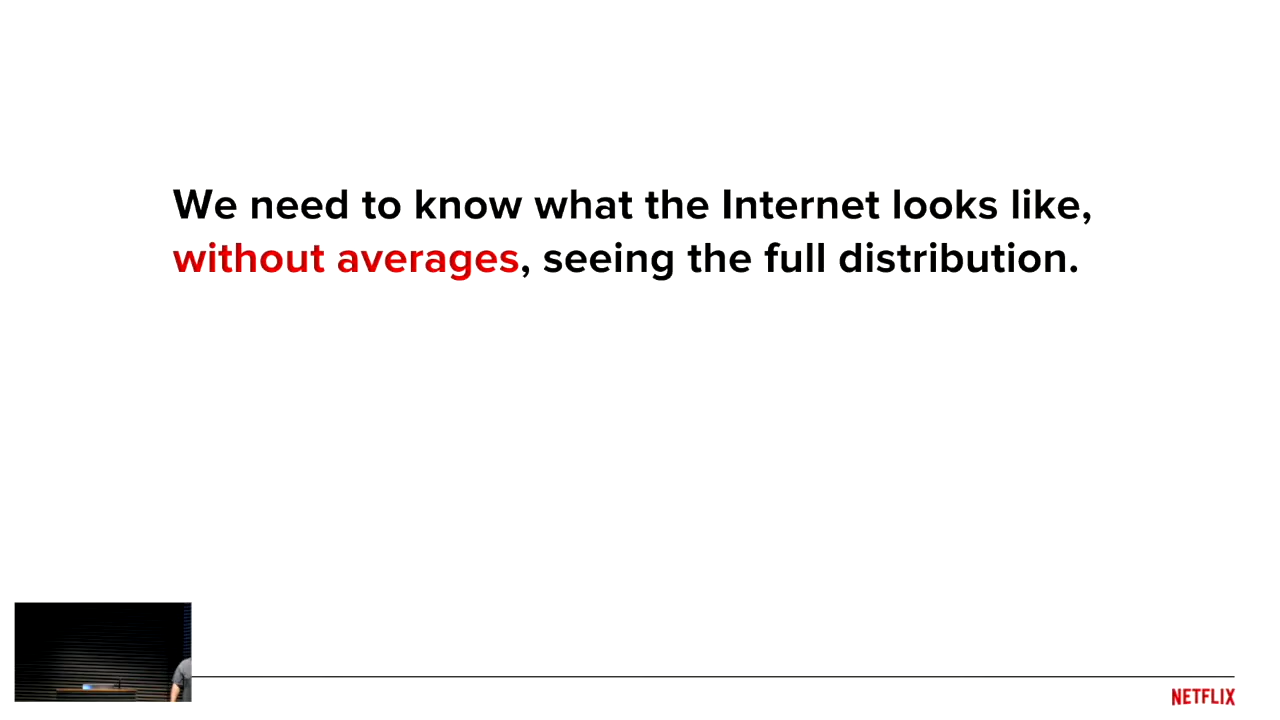 We need to know what the Internet looks like,
without averages, seeing the full distribution.
NETFLIX